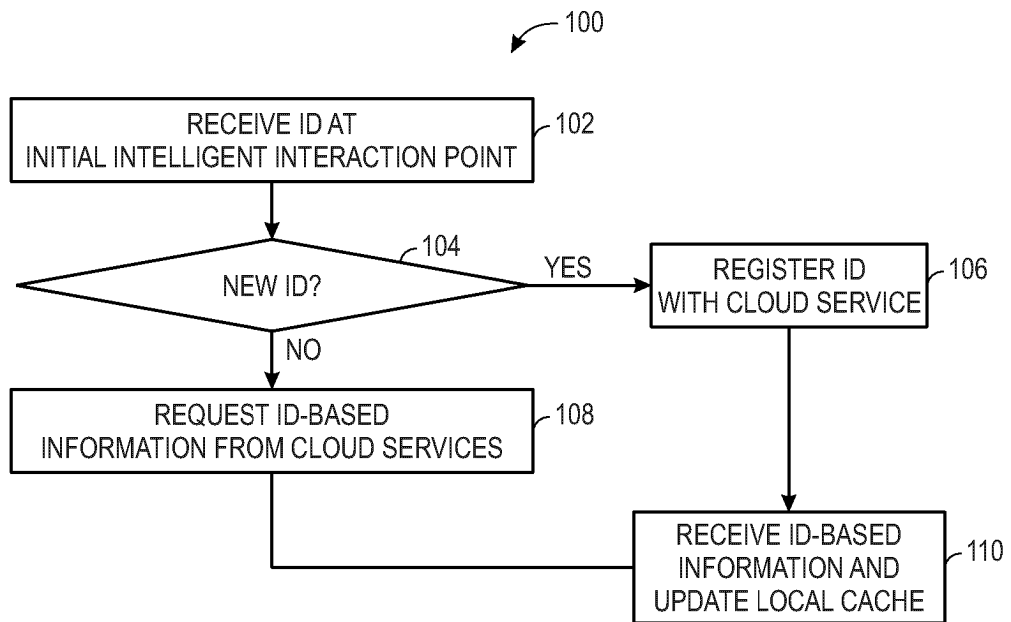 100
RECEIVE ID AT
INITIAL INTELLIGENT INTERACTION POINT
102
104
NEW ID?
YES
REGISTER ID
WITH CLOUD SERVICE
106
NO
REQUEST ID-BASED
INFORMATION FROM CLOUD SERVICES
108
RECEIVE ID-BASED
INFORMATION AND
UPDATE LOCAL CACHE
110